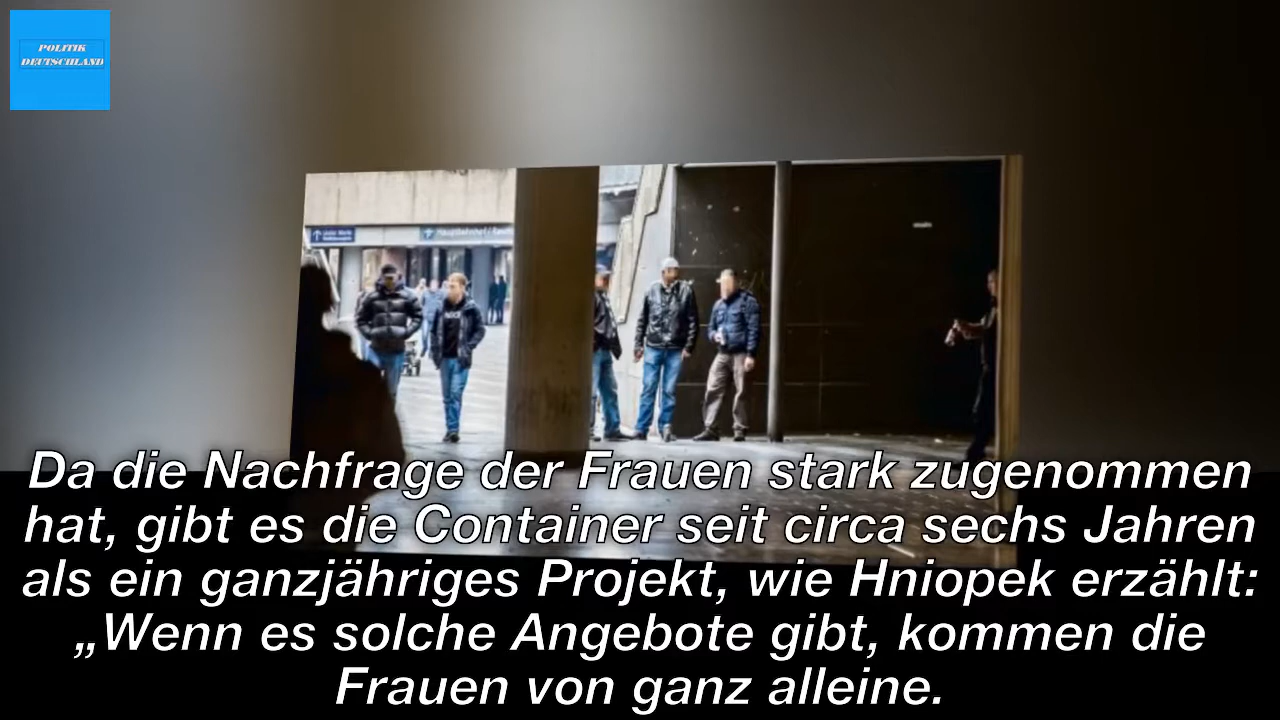 POLITIK
DEUTSCHLAND
Da die Nachfrage der Frauen stark zugenommen
hat, gibt es die Container seit circa sechs Jahren
als ein ganzjähriges Projekt, wie Hniopek erzählt:
„Wenn es solche Angebote gibt, kommen die
Frauen von ganz alleine.